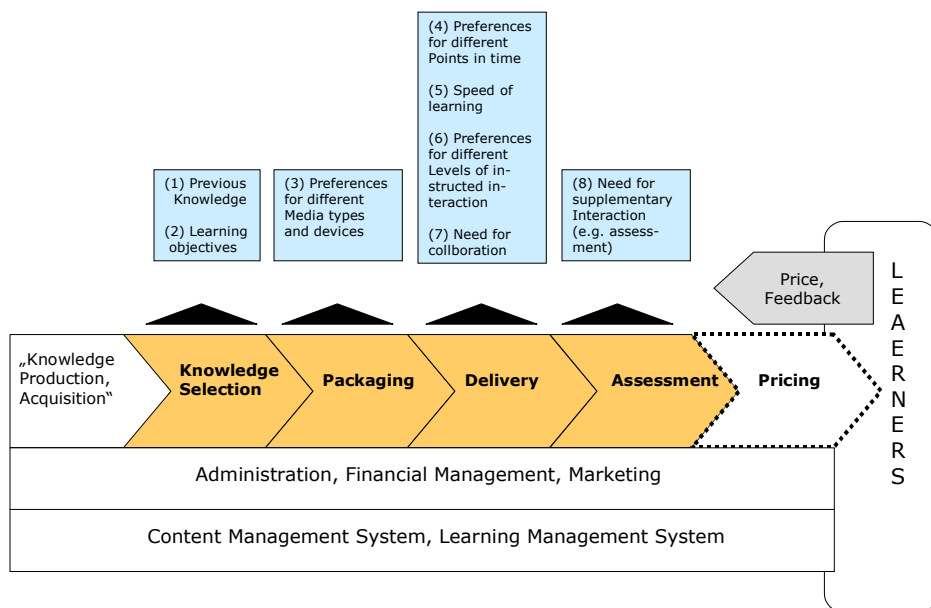 (4) Preferences
for different
Points in time
(5) Speed of
learning
(6) Preferences
for different
Levels of in-
structed in-
teraction
(7) Need for
collboration
(1) Previous
Knowledge
(2) Learning
objectives
(3) Preferences
for different
Media types
and devices
(8) Need for
supplementary
Interaction
(e.g. assess-
ment)
Price,
Feedback
LEARNERS
„Knowledge
Production,
Acquisition“
Knowledge
Selection
Packaging
Delivery
Assessment
Pricing
Administration, Financial Management, Marketing
Content Management System, Learning Management System